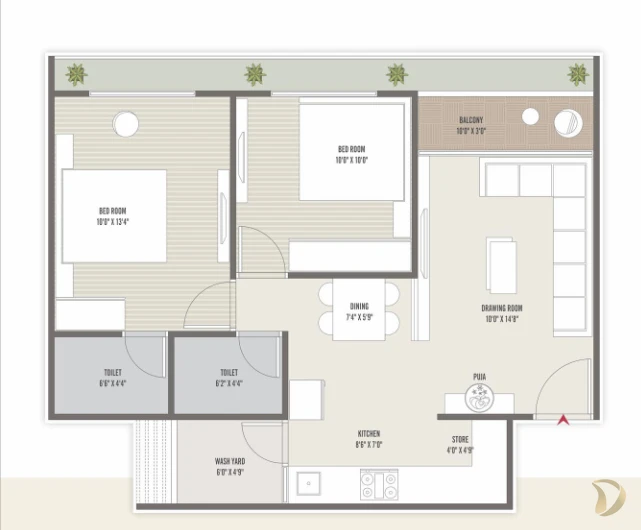 BALCONY
10'0" X 3'0"
BED ROOM
10'0" X 10'0"
BED ROOM
10'0" X 13'4"
DINING
7'4" X 5'9"
DRAWING ROOM
10'0" X 14'8"
TOILET
6'6" X 4'4"
TOILET
6'2" X 4'4"
PUJA
KITCHEN
8'6" X 7'0"
STORE
4'0" X 4'9"
WASH YARD
6'0" X 4'9"